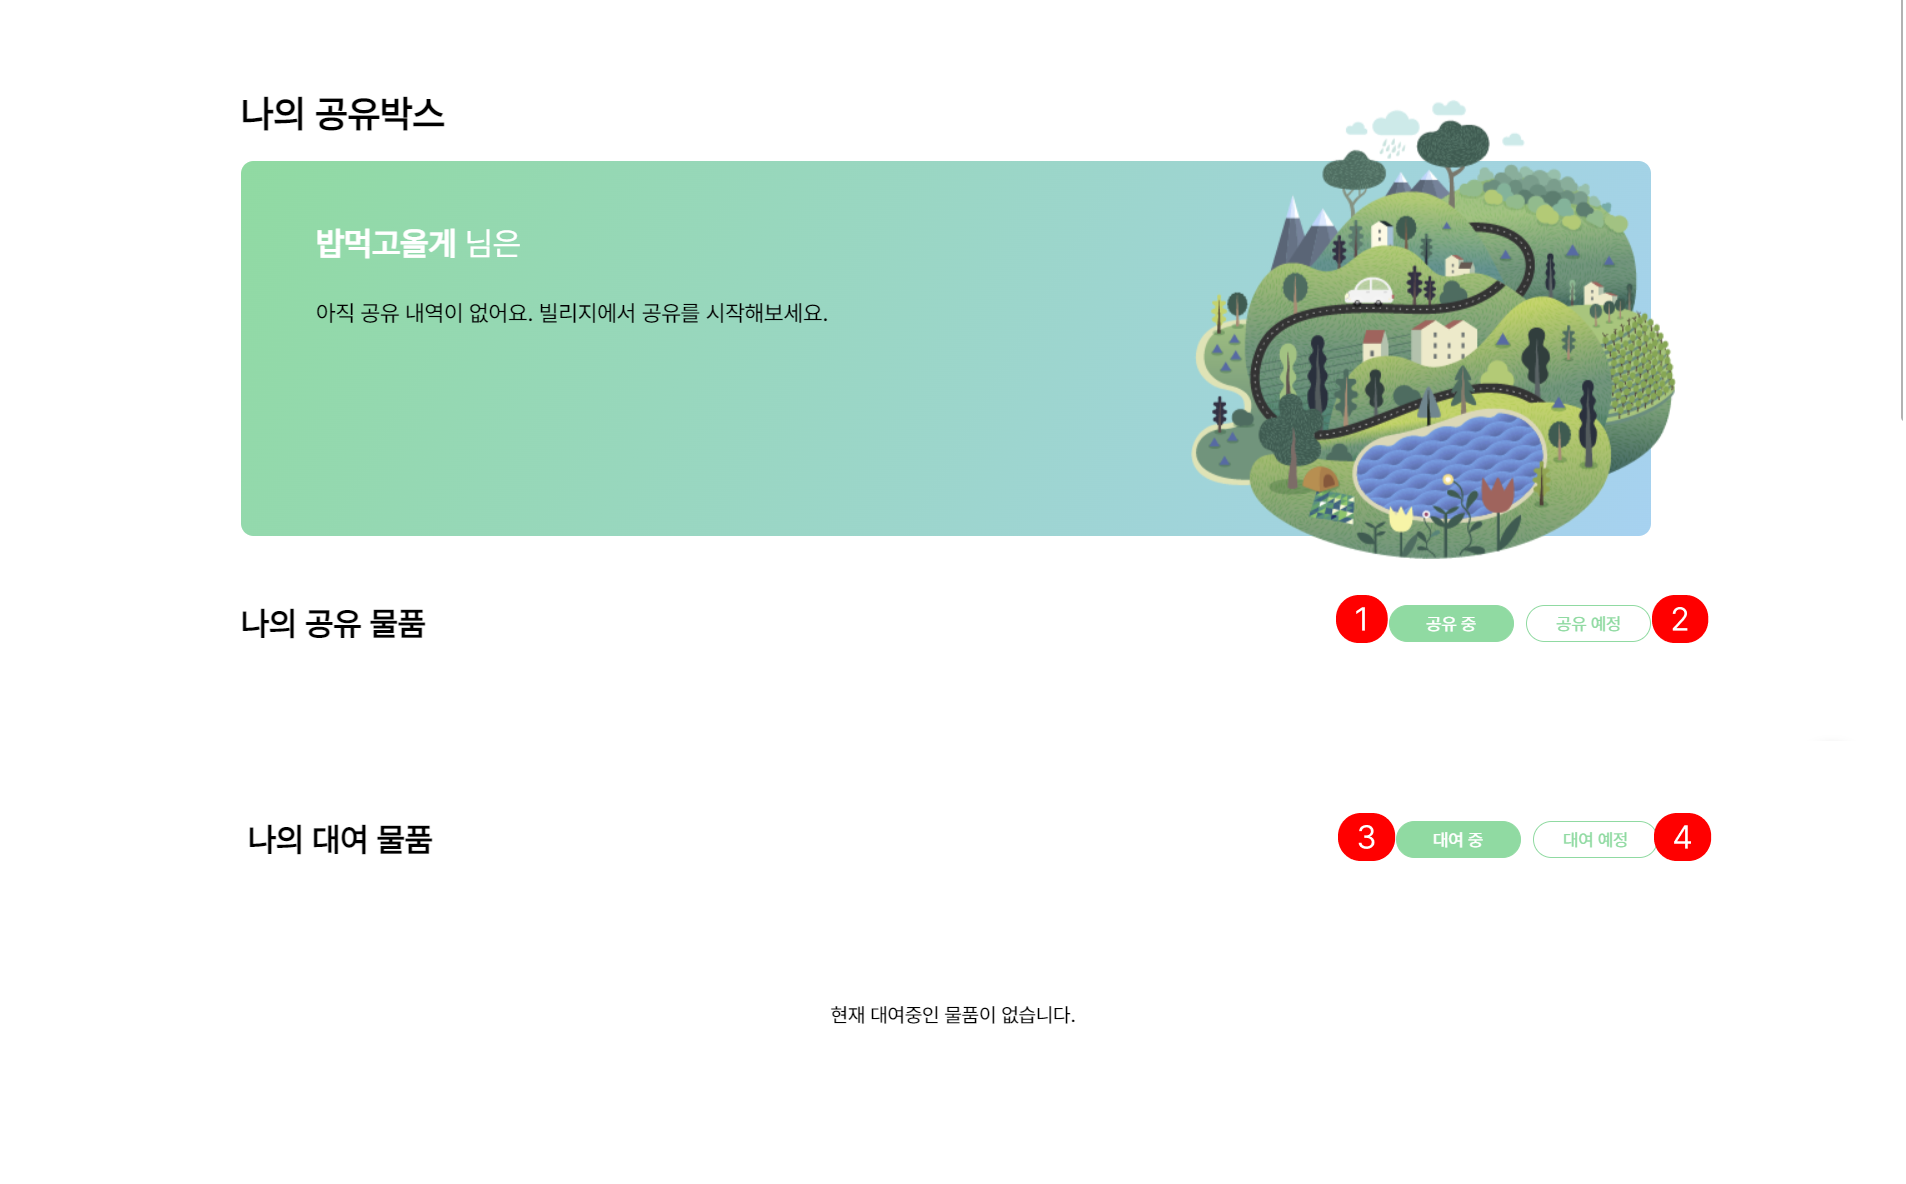 나의 공유박스
밥먹고올게 님은
아직 공유 내역이 없어요. 빌리지에서 공유를 시작해보세요.
나의 공유 물품
1 공유 중 공유 예정 2
나의 대여 물품
3 대여 중 대여 예정 4
현재 대여중인 물품이 없습니다.